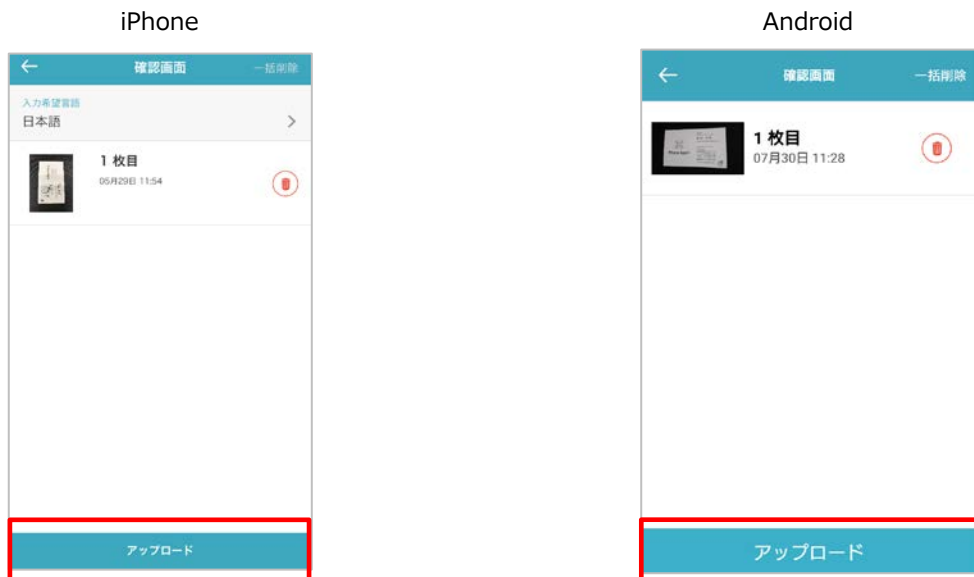 iPhone
確認画面
一括削除
入力希望言語
日本語
1 枚目
05月29日 11:54
アップロード
Android
確認画面
一括削除
1 枚目
07月30日 11:28
アップロード